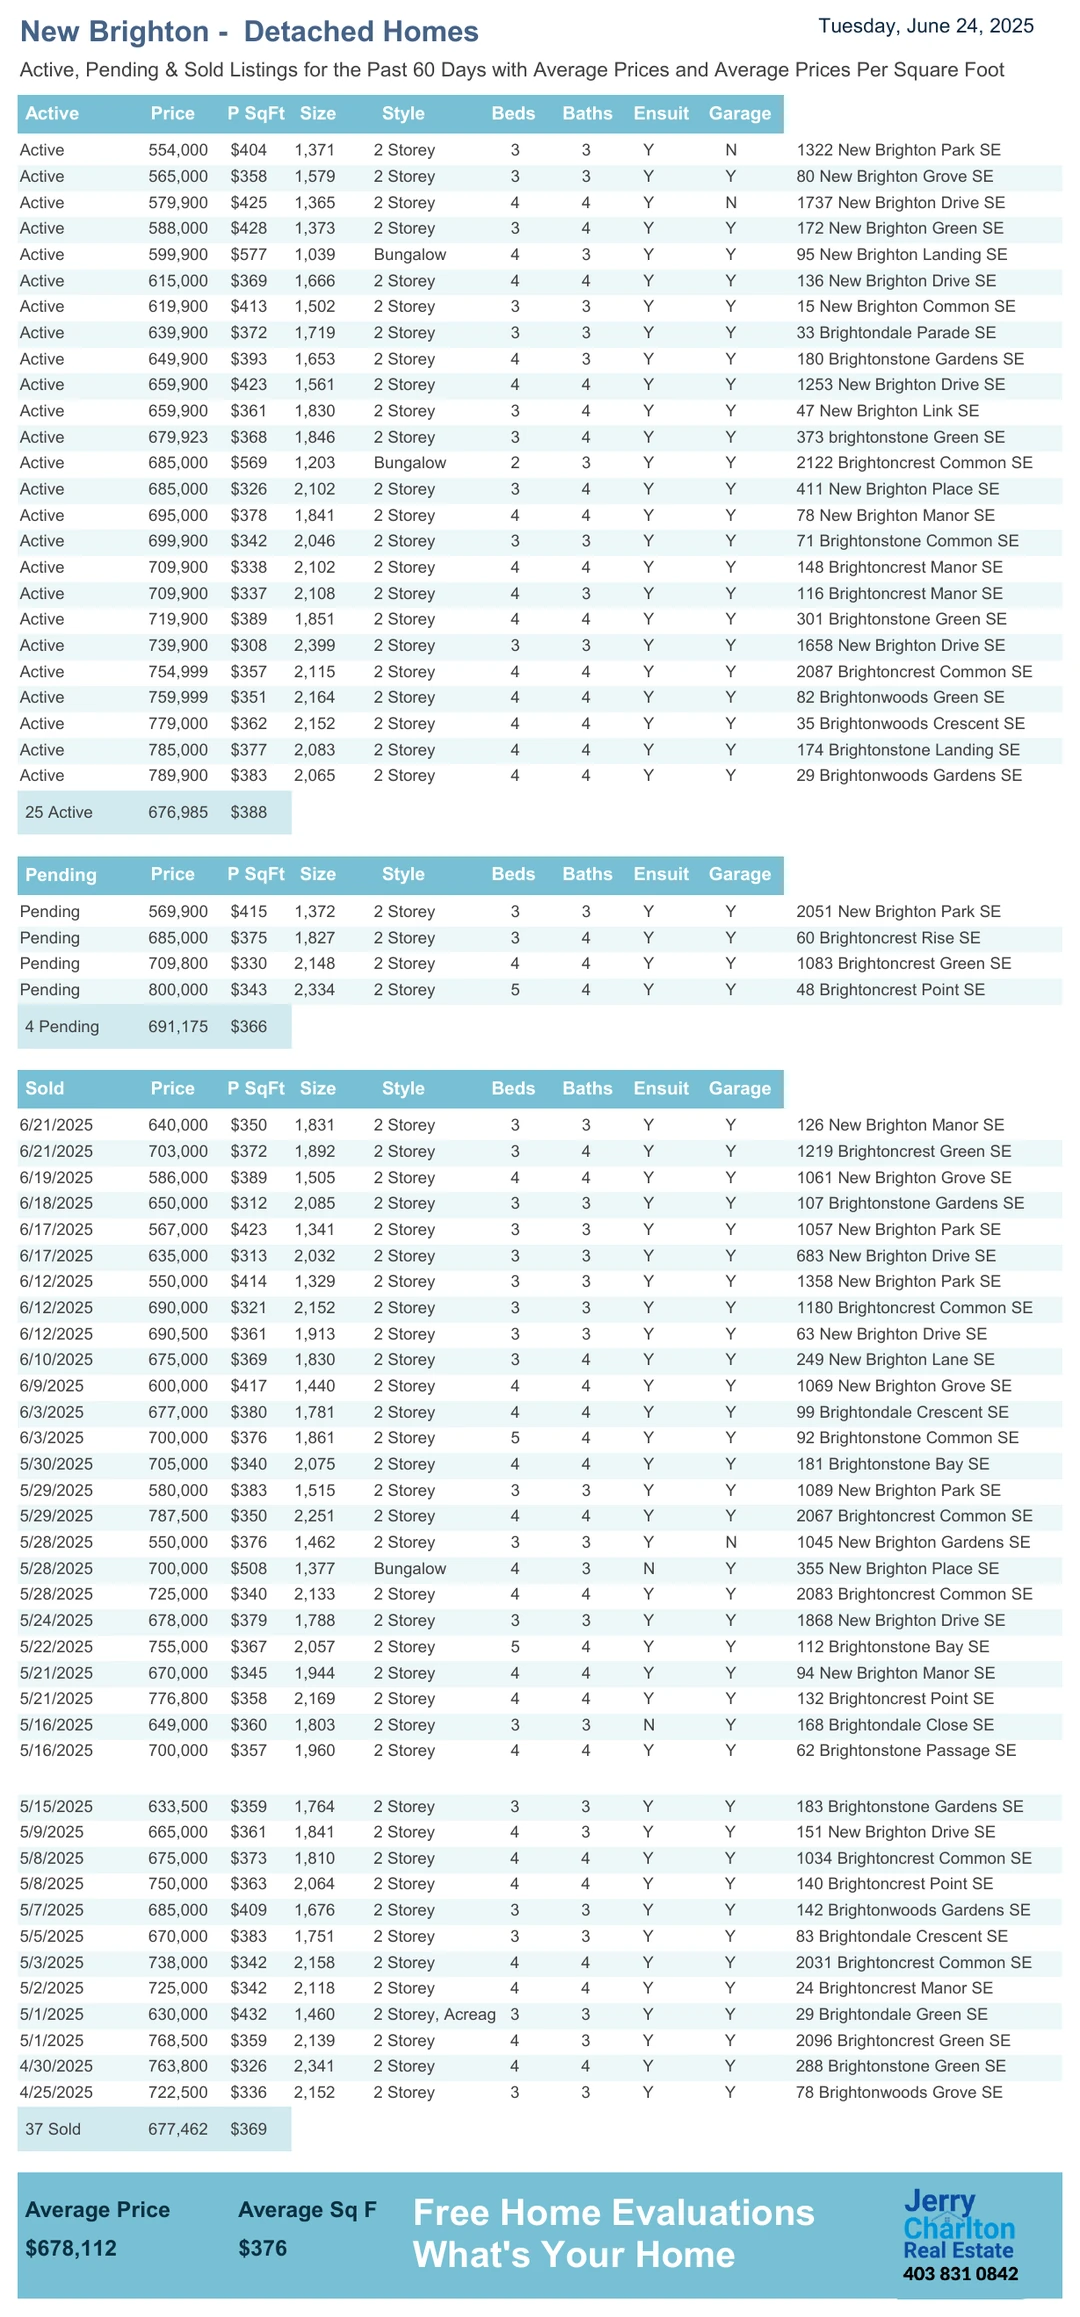 New Brighton - Detached Homes Tuesday, June 24, 2025
Active, Pending & Sold Listings for the Past 60 Days with Average Prices and Average Prices Per Square Foot
Active Price P SqFt Size Style Beds Baths Ensuit Garage
Active 554,000 $404 1,371 2 Storey 3 3 Y N 1322 New Brighton Park SE
Active 565,000 $358 1,579 2 Storey 3 3 Y Y 80 New Brighton Grove SE
Active 579,900 $425 1,365 2 Storey 4 4 Y N 1737 New Brighton Drive SE
Active 588,000 $428 1,373 2 Storey 3 4 Y Y 172 New Brighton Green SE
Active 599,900 $577 1,039 Bungalow 4 3 Y Y 95 New Brighton Landing SE
Active 615,000 $369 1,666 2 Storey 4 4 Y Y 136 New Brighton Drive SE
Active 619,900 $413 1,502 2 Storey 3 3 Y Y 15 New Brighton Common SE
Active 639,900 $372 1,719 2 Storey 3 3 Y Y 33 Brightondale Parade SE
Active 649,900 $393 1,653 2 Storey 4 3 Y Y 180 Brightonstone Gardens SE
Active 659,900 $423 1,561 2 Storey 4 4 Y Y 1253 New Brighton Drive SE
Active 659,900 $361 1,830 2 Storey 3 4 Y Y 47 New Brighton Link SE
Active 679,923 $368 1,846 2 Storey 3 4 Y Y 373 brightonstone Green SE
Active 685,000 $569 1,203 Bungalow 2 3 Y Y 2122 Brightoncrest Common SE
Active 685,000 $326 2,102 2 Storey 3 4 Y Y 411 New Brighton Place SE
Active 695,000 $378 1,841 2 Storey 4 4 Y Y 78 New Brighton Manor SE
Active 699,900 $342 2,046 2 Storey 3 3 Y Y 71 Brightonstone Common SE
Active 709,900 $338 2,102 2 Storey 4 4 Y Y 148 Brightoncrest Manor SE
Active 709,900 $337 2,108 2 Storey 4 3 Y Y 116 Brightoncrest Manor SE
Active 719,900 $389 1,851 2 Storey 4 4 Y Y 301 Brightonstone Green SE
Active 739,900 $308 2,399 2 Storey 3 3 Y Y 1658 New Brighton Drive SE
Active 754,999 $357 2,115 2 Storey 4 4 Y Y 2087 Brightoncrest Common SE
Active 759,999 $351 2,164 2 Storey 4 4 Y Y 82 Brightonwoods Green SE
Active 779,000 $362 2,152 2 Storey 4 4 Y Y 35 Brightonwoods Crescent SE
Active 785,000 $377 2,083 2 Storey 4 4 Y Y 174 Brightonstone Landing SE
Active 789,900 $383 2,065 2 Storey 4 4 Y Y 29 Brightonwoods Gardens SE
25 Active 676,985 $388
Pending Price P SqFt Size Style Beds Baths Ensuit Garage
Pending 569,900 $415 1,372 2 Storey 3 3 Y Y 2051 New Brighton Park SE
Pending 685,000 $375 1,827 2 Storey 3 4 Y Y 60 Brightoncrest Rise SE
Pending 709,800 $330 2,148 2 Storey 4 4 Y Y 1083 Brightoncrest Green SE
Pending 800,000 $343 2,334 2 Storey 5 4 Y Y 48 Brightoncrest Point SE
4 Pending 691,175 $366
Sold Price P SqFt Size Style Beds Baths Ensuit Garage
6/21/2025 640,000 $350 1,831 2 Storey 3 3 Y Y 126 New Brighton Manor SE
6/21/2025 703,000 $372 1,892 2 Storey 3 4 Y Y 1219 Brightoncrest Green SE
6/19/2025 586,000 $389 1,505 2 Storey 4 4 Y Y 1061 New Brighton Grove SE
6/18/2025 650,000 $312 2,085 2 Storey 3 3 Y Y 107 Brightonstone Gardens SE
6/17/2025 567,000 $423 1,341 2 Storey 3 3 Y Y 1057 New Brighton Park SE
6/17/2025 635,000 $313 2,032 2 Storey 3 3 Y Y 683 New Brighton Drive SE
6/12/2025 550,000 $414 1,329 2 Storey 3 3 Y Y 1358 New Brighton Park SE
6/12/2025 690,000 $321 2,152 2 Storey 3 3 Y Y 1180 Brightoncrest Common SE
6/12/2025 690,500 $361 1,913 2 Storey 3 3 Y Y 63 New Brighton Drive SE
6/10/2025 675,000 $369 1,830 2 Storey 3 4 Y Y 249 New Brighton Lane SE
6/9/2025 600,000 $417 1,440 2 Storey 4 4 Y Y 1069 New Brighton Grove SE
6/3/2025 677,000 $380 1,781 2 Storey 4 4 Y Y 99 Brightondale Crescent SE
6/3/2025 700,000 $376 1,861 2 Storey 5 4 Y Y 92 Brightonstone Common SE
5/30/2025 705,000 $340 2,075 2 Storey 4 4 Y Y 181 Brightonstone Bay SE
5/29/2025 580,000 $383 1,515 2 Storey 3 3 Y Y 1089 New Brighton Park SE
5/29/2025 787,500 $350 2,251 2 Storey 4 4 Y Y 2067 Brightoncrest Common SE
5/28/2025 550,000 $376 1,462 2 Storey 3 3 Y N 1045 New Brighton Gardens SE
5/28/2025 700,000 $508 1,377 Bungalow 4 3 N Y 355 New Brighton Place SE
5/28/2025 725,000 $340 2,133 2 Storey 4 4 Y Y 2083 Brightoncrest Common SE
5/24/2025 678,000 $379 1,788 2 Storey 3 3 Y Y 1868 New Brighton Drive SE
5/22/2025 755,000 $367 2,057 2 Storey 5 4 Y Y 112 Brightonstone Bay SE
5/21/2025 670,000 $345 1,944 2 Storey 4 4 Y Y 94 New Brighton Manor SE
5/21/2025 776,800 $358 2,169 2 Storey 4 4 Y Y 132 Brightoncrest Point SE
5/16/2025 649,000 $360 1,803 2 Storey 3 3 N Y 168 Brightondale Close SE
5/16/2025 700,000 $357 1,960 2 Storey 4 4 Y Y 62 Brightonstone Passage SE
5/15/2025 633,500 $359 1,764 2 Storey 3 3 Y Y 183 Brightonstone Gardens SE
5/9/2025 665,000 $361 1,841 2 Storey 4 3 Y Y 151 New Brighton Drive SE
5/8/2025 675,000 $373 1,810 2 Storey 4 4 Y Y 1034 Brightoncrest Common SE
5/8/2025 750,000 $363 2,064 2 Storey 4 4 Y Y 140 Brightoncrest Point SE
5/7/2025 685,000 $409 1,676 2 Storey 3 3 Y Y 142 Brightonwoods Gardens SE
5/5/2025 670,000 $383 1,751 2 Storey 3 3 Y Y 83 Brightondale Crescent SE
5/3/2025 738,000 $342 2,158 2 Storey 4 4 Y Y 2031 Brightoncrest Common SE
5/2/2025 725,000 $342 2,118 2 Storey 4 4 Y Y 24 Brightoncrest Manor SE
5/1/2025 630,000 $432 1,460 2 Storey, Acreag 3 3 Y Y 29 Brightondale Green SE
5/1/2025 768,500 $359 2,139 2 Storey 4 3 Y Y 2096 Brightoncrest Green SE
4/30/2025 763,800 $326 2,341 2 Storey 4 4 Y Y 288 Brightonstone Green SE
4/25/2025 722,500 $336 2,152 2 Storey 3 3 Y Y 78 Brightonwoods Grove SE
37 Sold 677,462 $369
Average Price Average Sq F
$678,112 $376
Free Home Evaluations
What's Your Home
Jerry
Charlton
Real Estate
403 831 0842